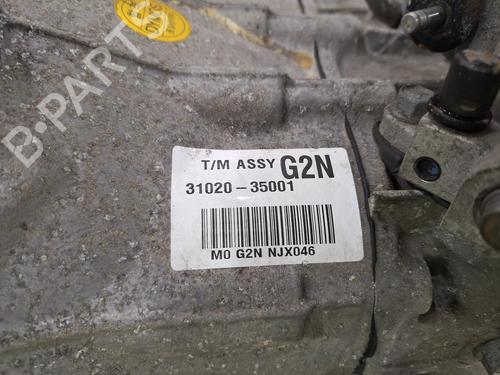 B-PARTS
T/M ASSY G2N
31020-35001
M0 G2N NJX046